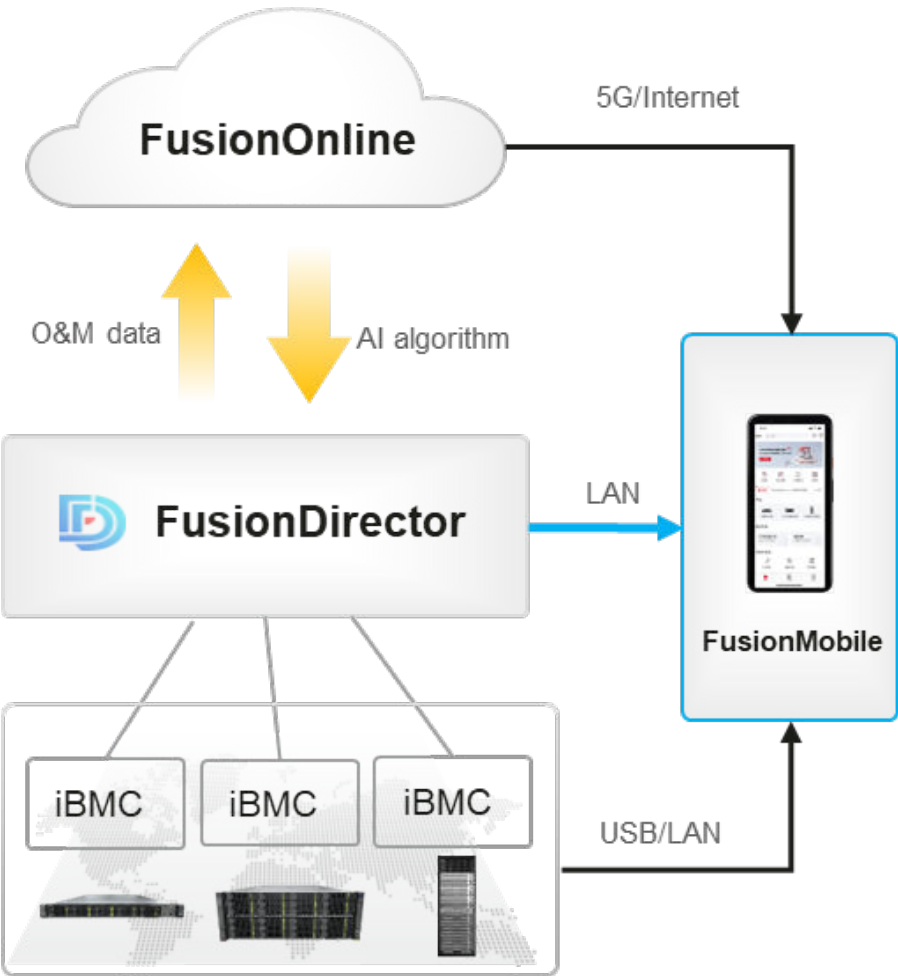 FusionOnline
5G/Internet
O&M data
AI algorithm
FusionDirector
LAN
FusionMobile
iBMC
iBMC
iBMC
USB/LAN